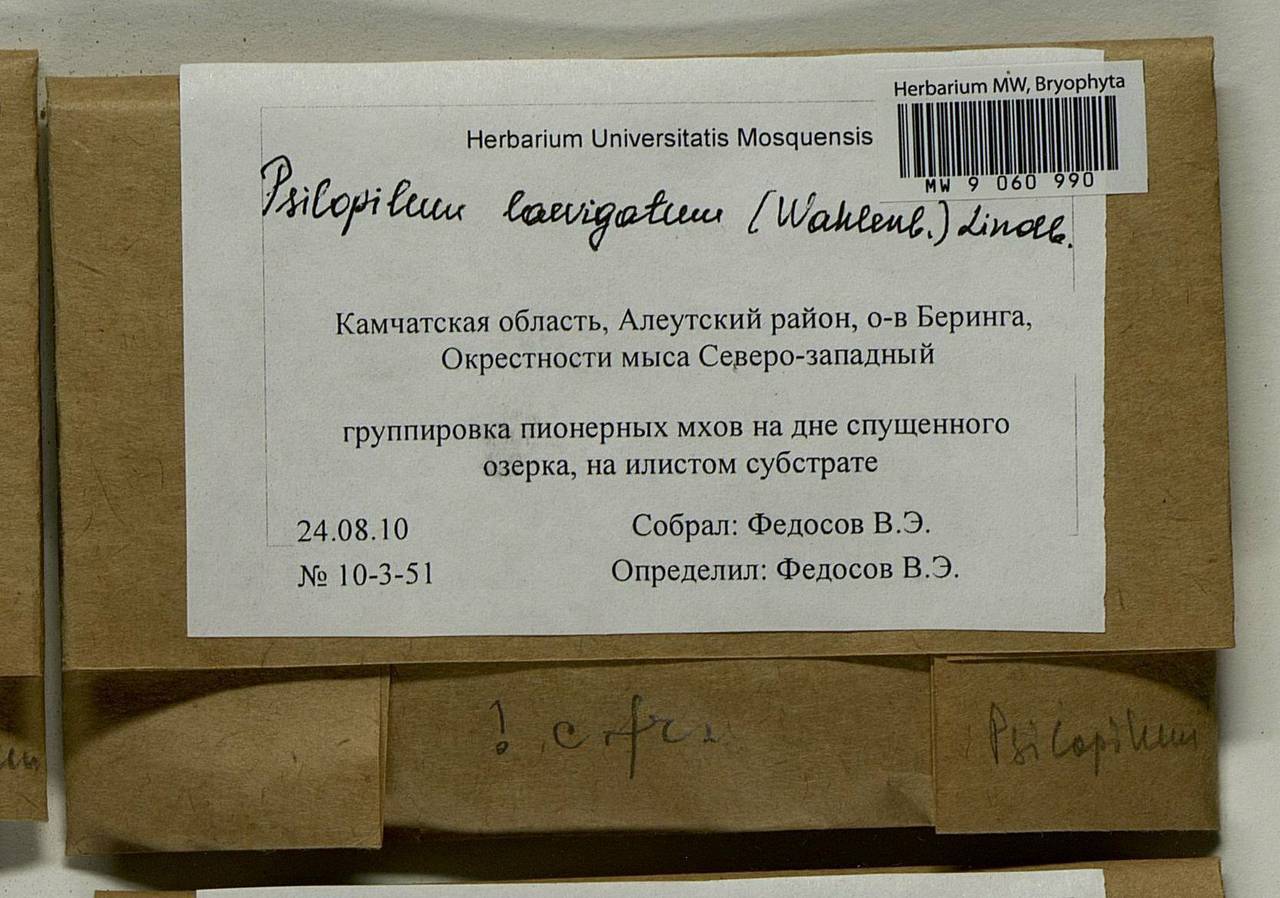 Herbarium MW, Bryophyta
MW 9 060 990
Herbarium Universitatis Mosquensis
Psilopilum laevigatum (Wahlenb.) Lindb.
Камчатская область, Алеутский район, о-в Беринга,
Окрестности мыса Северо-западный
группировка пионерных мхов на дне спущенного
озерка, на илистом субстрате
24.08.10
Собрал: Федосов В.Э.
№ 10-3-51
Определил: Федосов В.Э.
! c. fr.
Psilopilum